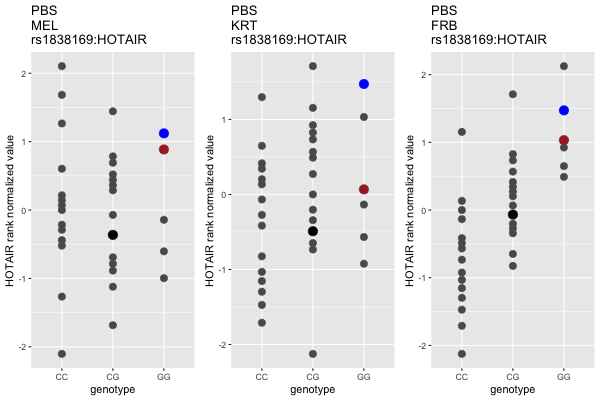 PBS
MEL
rs1838169:HOTAIR
HOTAIR rank normalized value
2
1
0
-1
-2
CC
CG
GG
genotype
PBS
KRT
rs1838169:HOTAIR
HOTAIR rank normalized value
1
0
-1
-2
CC
CG
GG
genotype
PBS
FRB
rs1838169:HOTAIR
HOTAIR rank normalized value
2
1
0
-1
-2
CC
CG
GG
genotype